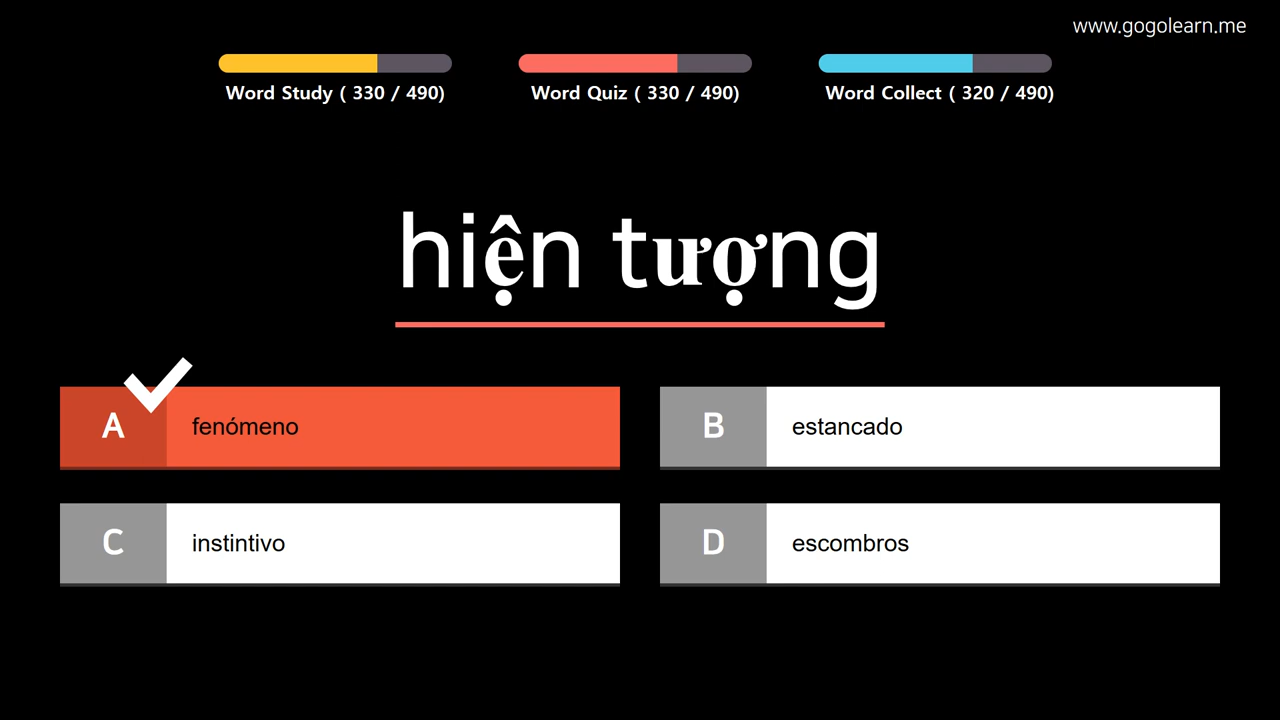 www.gogolearn.me
Word Study ( 330 / 490)
Word Quiz ( 330 / 490)
Word Collect ( 320 / 490)
hiện tượng
A fenómeno
B estancado
C instintivo
D escombros